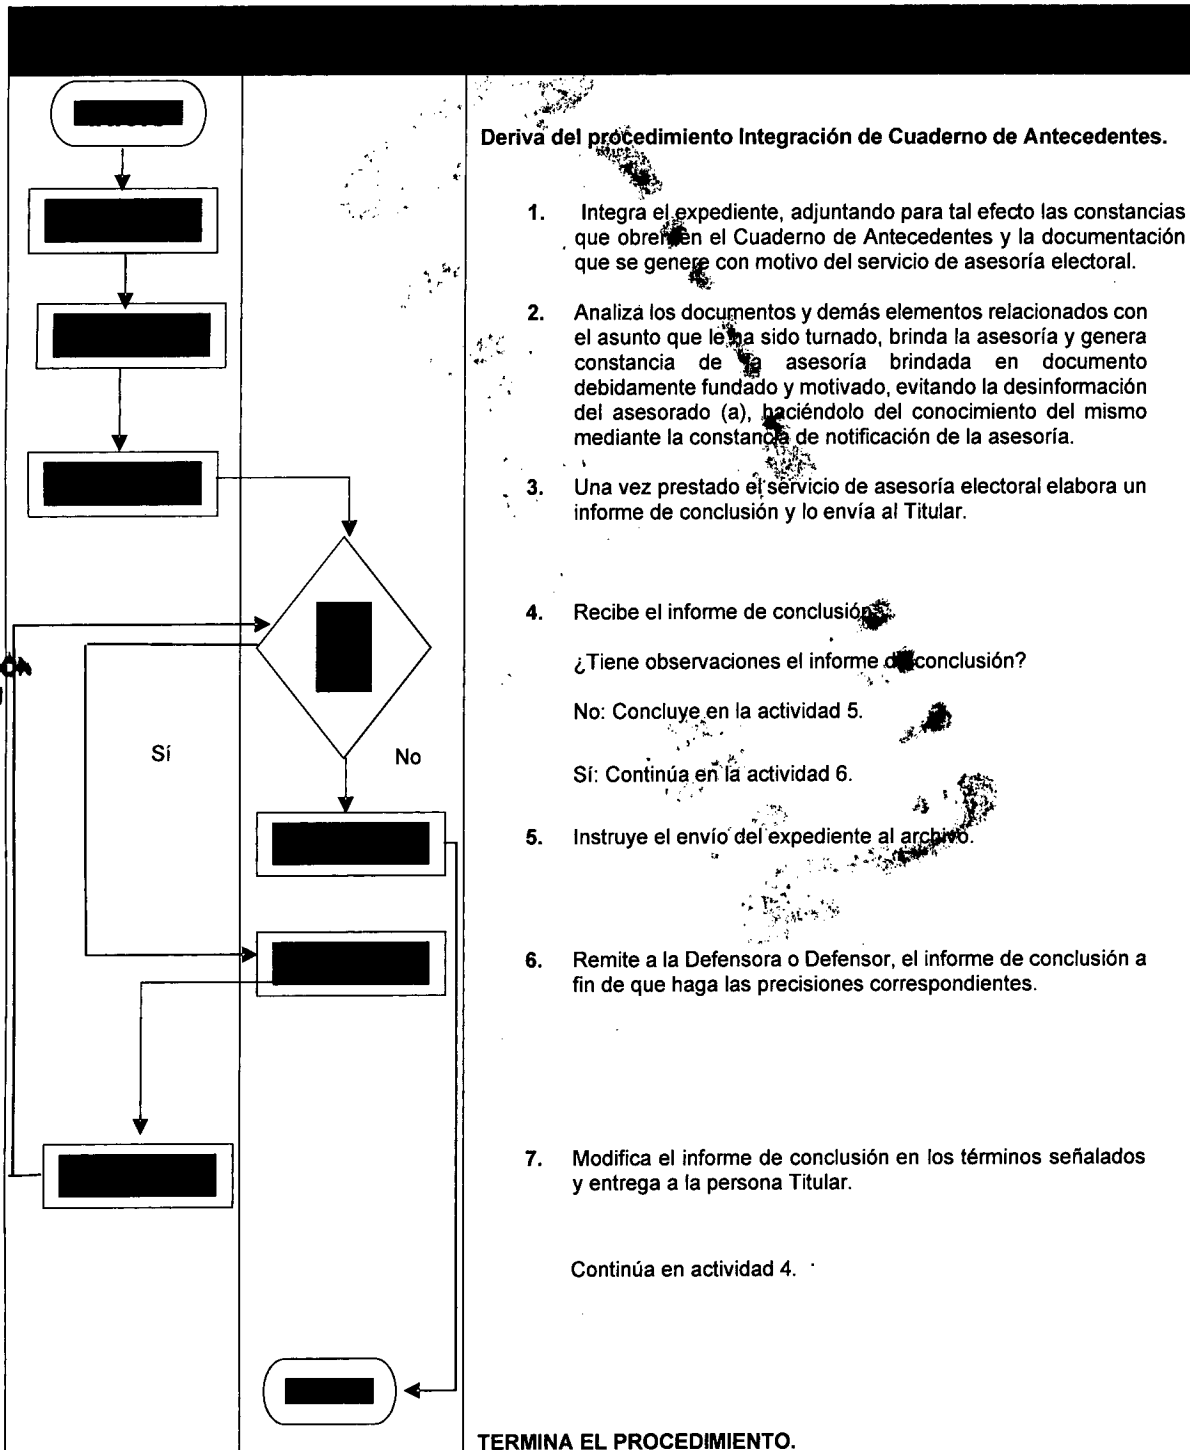 Deriva del procedimiento Integración de Cuaderno de Antecedentes.
1. Integra el expediente, adjuntando para tal efecto las constancias
que obren en el Cuaderno de Antecedentes y la documentación
que se genere con motivo del servicio de asesoría electoral.
2. Analiza los documentos y demás elementos relacionados con
el asunto que le ha sido turnado, brinda la asesoría y genera
constancia de la asesoría brindada en documento
debidamente fundado y motivado, evitando la desinformación
del asesorado (a), haciéndolo del conocimiento del mismo
mediante la constancia de notificación de la asesoría.
3. Una vez prestado el servicio de asesoría electoral elabora un
informe de conclusión y lo envía al Titular.
4. Recibe el informe de conclusión.
¿Tiene observaciones el informe de conclusión?
No: Concluye en la actividad 5.
Sí
No
Sí: Continúa en la actividad 6.
5. Instruye el envío del expediente al archivo.
6. Remite a la Defensora o Defensor, el informe de conclusión a
fin de que haga las precisiones correspondientes.
7. Modifica el informe de conclusión en los términos señalados
y entrega a la persona Titular.
Continúa en actividad 4.
TERMINA EL PROCEDIMIENTO.